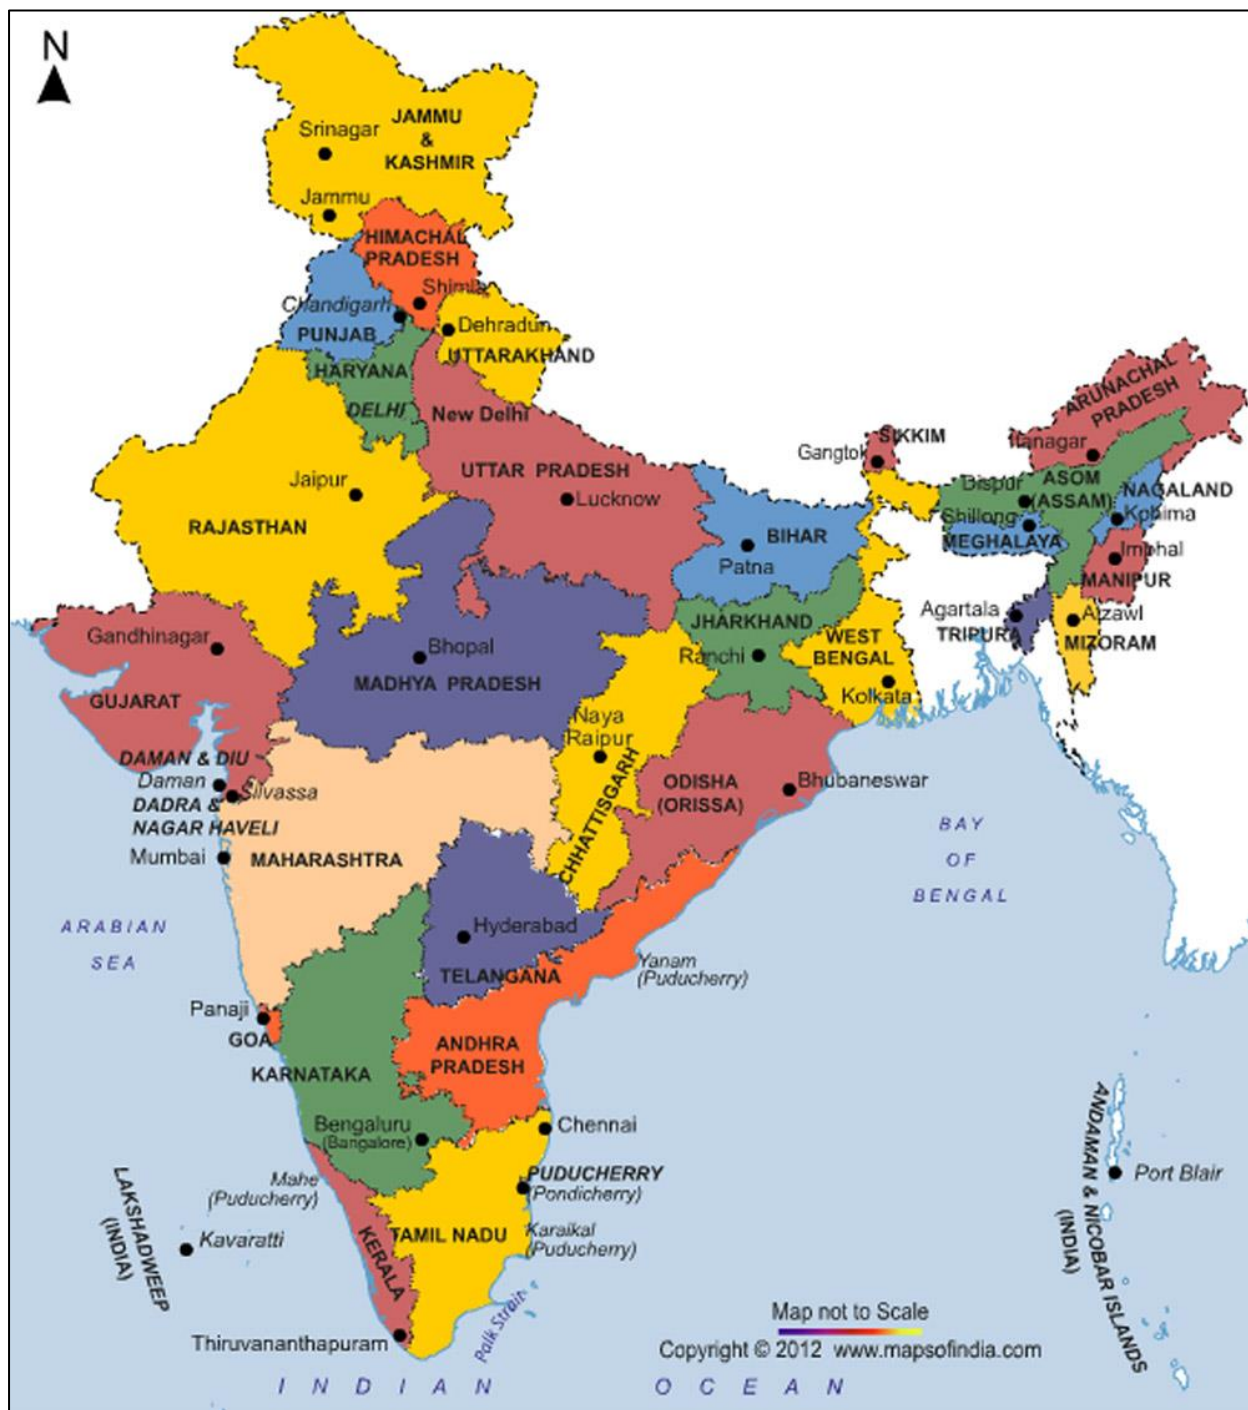 N
JAMMU
&
KASHMIR
Srinagar
Jammu
HIMACHAL
PRADESH
Shimla
Chandigarh
PUNJAB
Dehradun
UTTARAKHAND
HARYANA
DELHI
New Delhi
UTTAR PRADESH
Lucknow
Jaipur
RAJASTHAN
ARUNACHAL
PRADESH
Itanagar
SIKKIM
Gangtok
Dispur
ASOM
(ASSAM)
NAGALAND
Kohima
Shillong
MEGHALAYA
Imphal
MANIPUR
BIHAR
Patna
JHARKHAND
Ranchi
WEST
BENGAL
Kolkata
Agartala
TRIPURA
Aizawl
MIZORAM
Gandhinagar
GUJARAT
Bhopal
MADHYA PRADESH
Naya
Raipur
CHHATTISGARH
DAMAN & DIU
Daman
Silvassa
DADRA &
NAGAR HAVELI
Mumbai
MAHARASHTRA
ODISHA
(ORISSA)
Bhubaneswar
BAY
OF
BENGAL
ARABIAN
SEA
Hyderabad
TELANGANA
Yanam
(Puducherry)
Panaji
GOA
KARNATAKA
ANDHRA
PRADESH
Bengaluru
(Bangalore)
Chennai
Mahe
(Puducherry)
PUDUCHERRY
(Pondicherry)
Karaikal
(Puducherry)
TAMIL NADU
KERALA
LAKSHADWEEP
(INDIA)
Kavaratti
ANDAMAN & NICOBAR ISLANDS
(INDIA)
Port Blair
Thiruvananthapuram
Palk Strait
Map not to Scale
Copyright © 2012 www.mapsofindia.com
INDIAN OCEAN